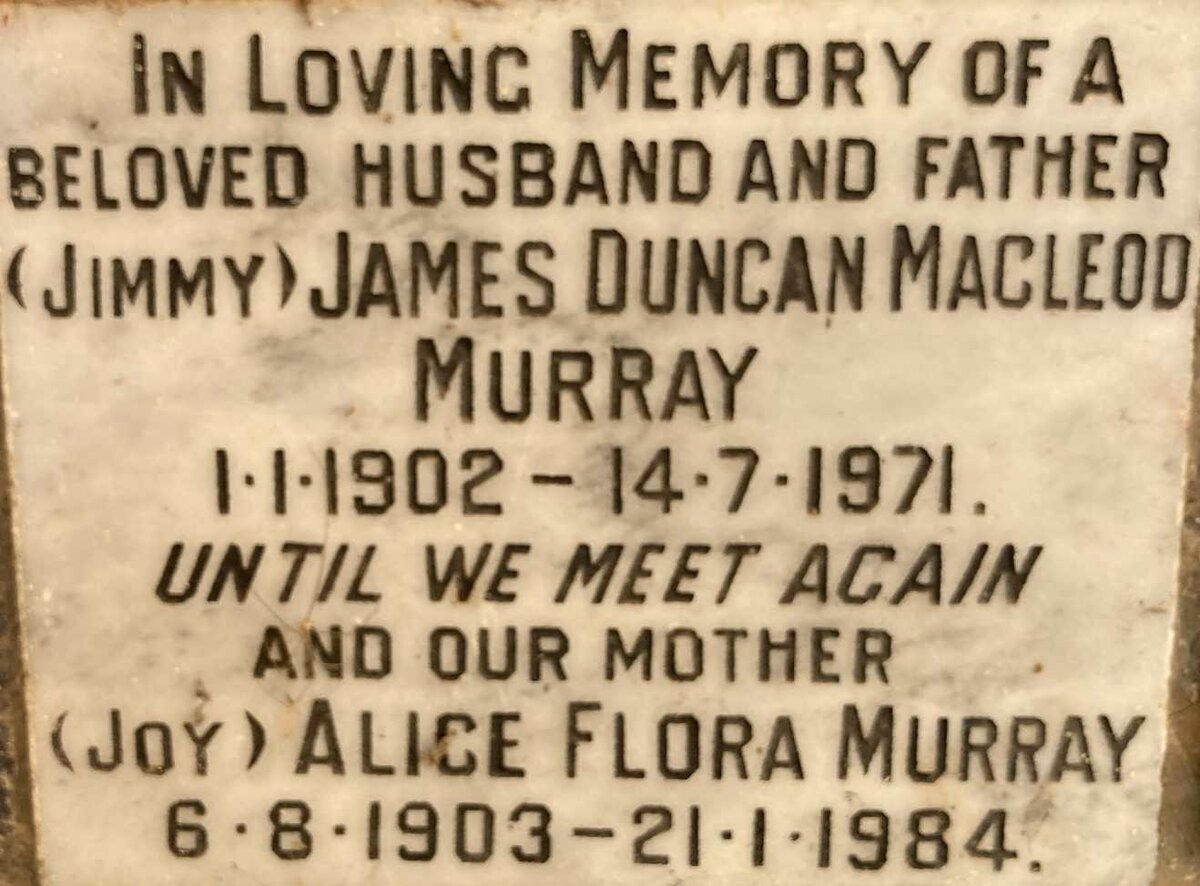 IN LOVING MEMORY OF A
BELOVED HUSBAND AND FATHER
(JIMMY) JAMES DUNCAN MACLEOD
MURRAY
1·1·1902 – 14·7·1971.
UNTIL WE MEET AGAIN
AND OUR MOTHER
(JOY) ALICE FLORA MURRAY
6·8·1903 – 21·1·1984.